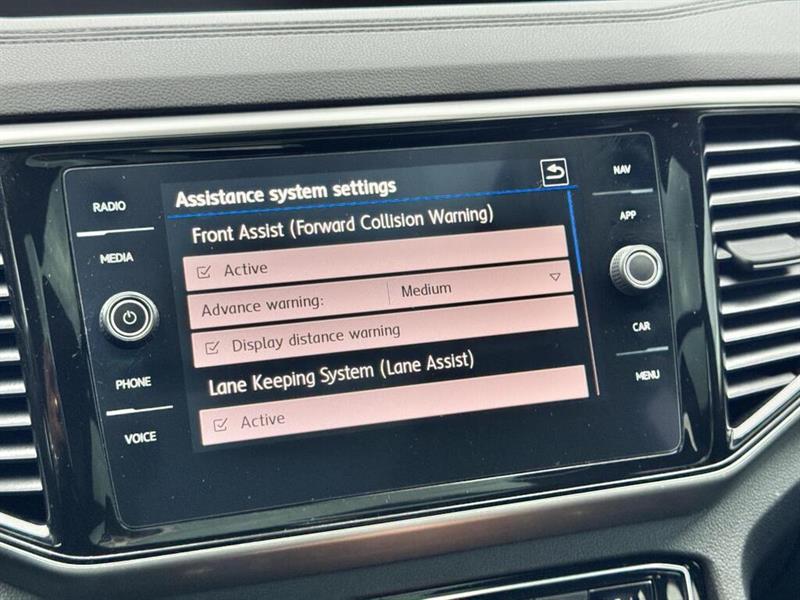 RADIO
MEDIA
PHONE
VOICE
Assistance system settings
Front Assist (Forward Collision Warning)
Active
Advance warning: Medium
Display distance warning
Lane Keeping System (Lane Assist)
Active
NAV
APP
CAR
MENU